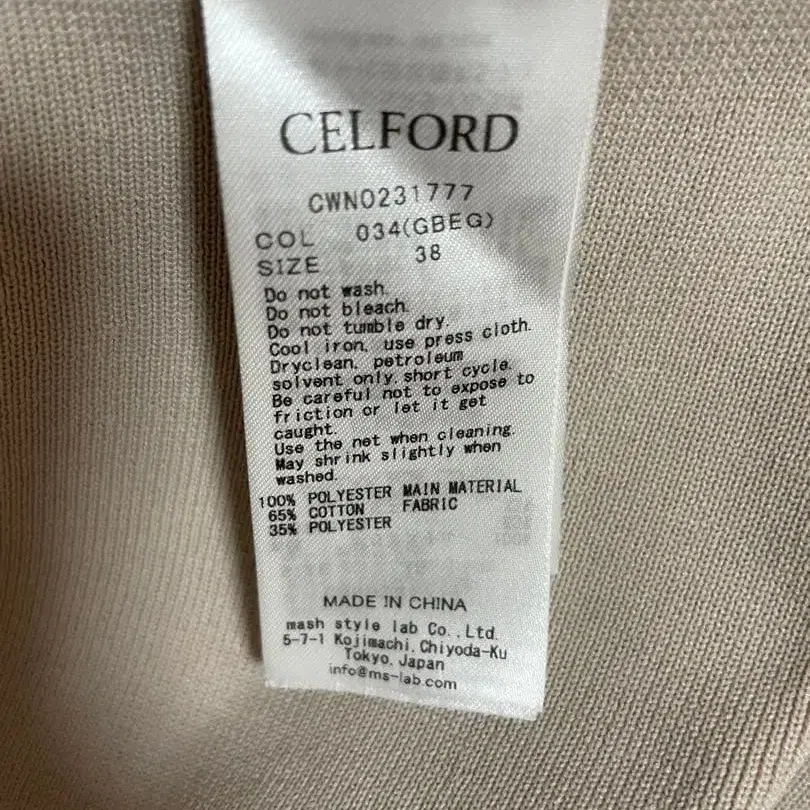 CELFORD
CWNO231777
COL 034(GBEG)
SIZE 38
Do not wash.
Do not bleach.
Do not tumble dry.
Cool iron, use press cloth.
Dryclean, petroleum
solvent only,short cycle.
Be careful not to expose to
friction or let it get
caught.
Use the net when cleaning.
May shrink slightly when
washed.
100% POLYESTER MAIN MATERIAL
65% COTTON FABRIC
35% POLYESTER
MADE IN CHINA
mash style lab Co.,Ltd.
5-7-1 Kojimachi,Chiyoda-Ku
Tokyo,Japan
info@ms-lab.com